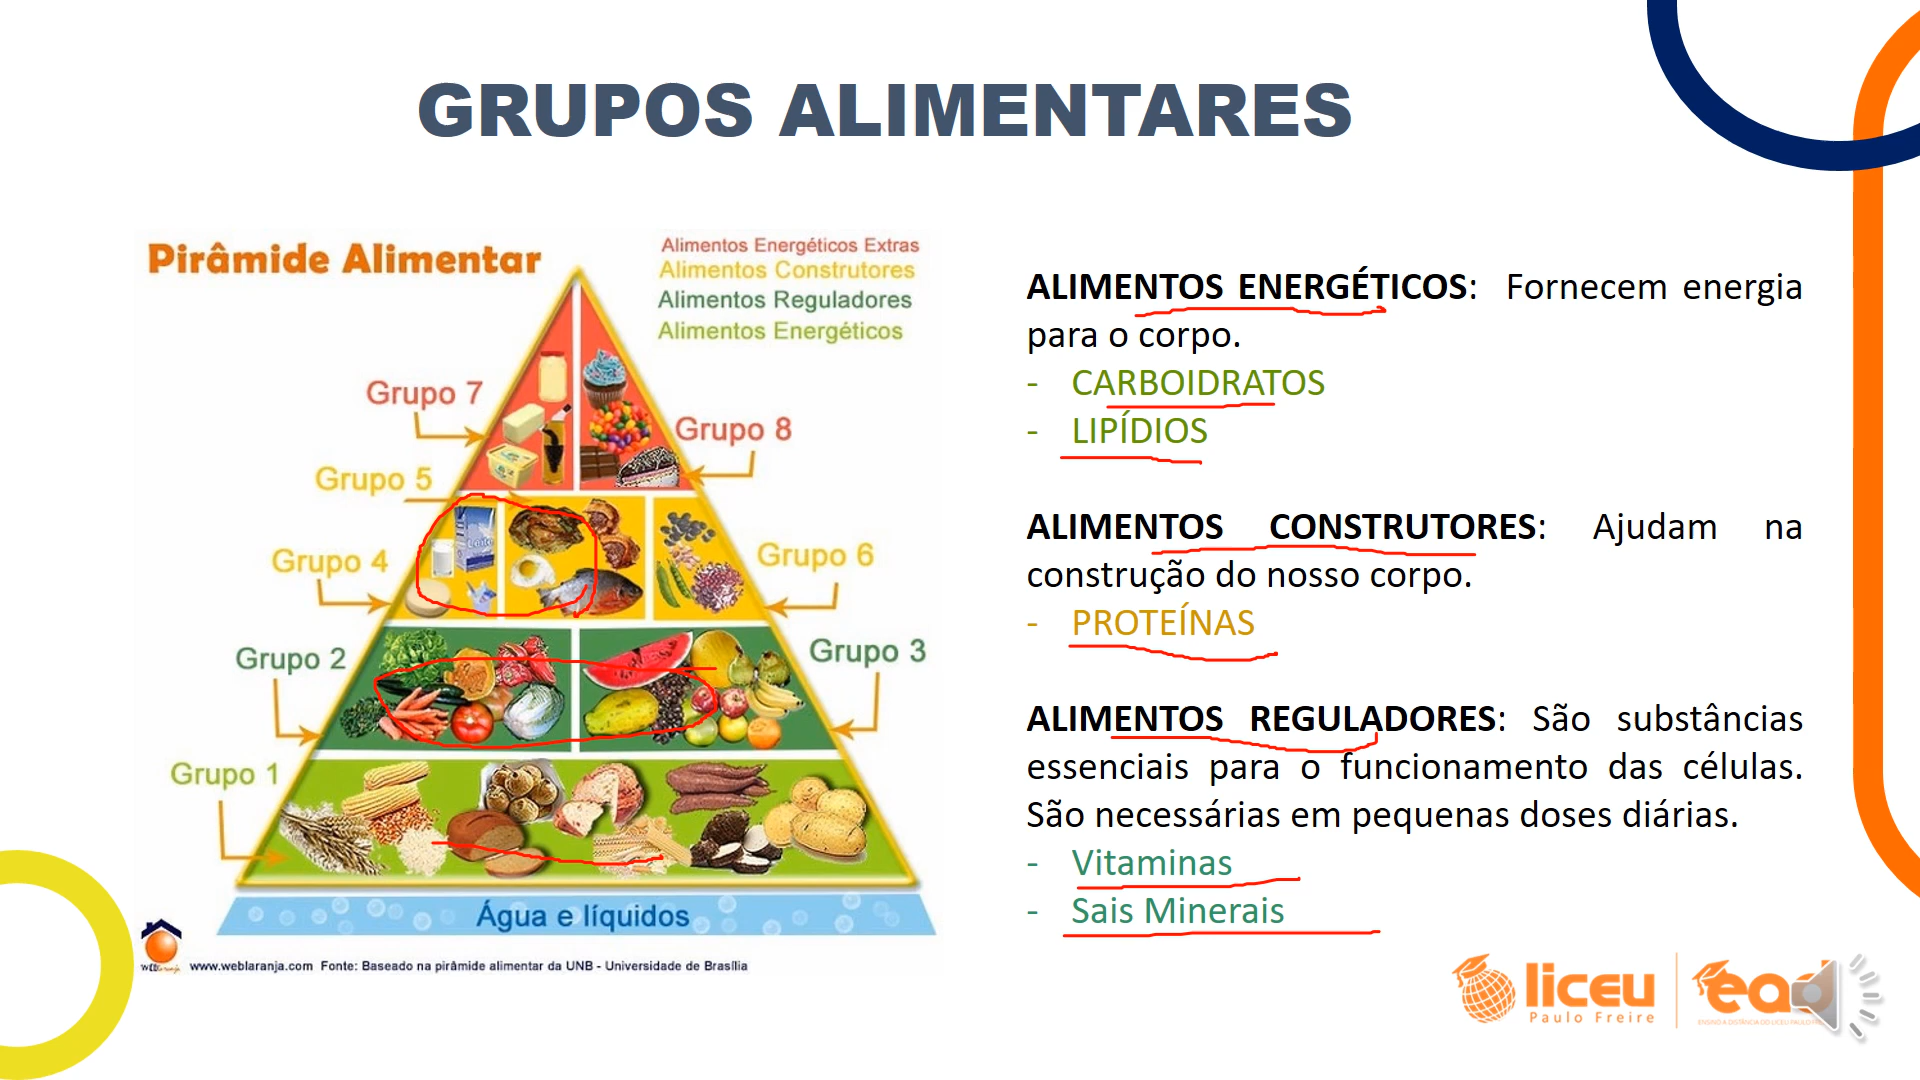 GRUPOS ALIMENTARES
Pirâmide Alimentar
Alimentos Energéticos Extras
Alimentos Construtores
Alimentos Reguladores
Alimentos Energéticos
Grupo 7
Grupo 8
Grupo 5
Grupo 4
Grupo 6
Grupo 2
Grupo 3
Grupo 1
Leite
Água e líquidos
www.weblaranja.com Fonte: Baseado na pirâmide alimentar da UNB - Universidade de Brasília
ALIMENTOS ENERGÉTICOS: Fornecem energia
para o corpo.
- CARBOIDRATOS
- LIPÍDIOS
ALIMENTOS CONSTRUTORES: Ajudam na
construção do nosso corpo.
- PROTEÍNAS
ALIMENTOS REGULADORES: São substâncias
essenciais para o funcionamento das células.
São necessárias em pequenas doses diárias.
- Vitaminas
- Sais Minerais
liceu
Paulo Freire
ead